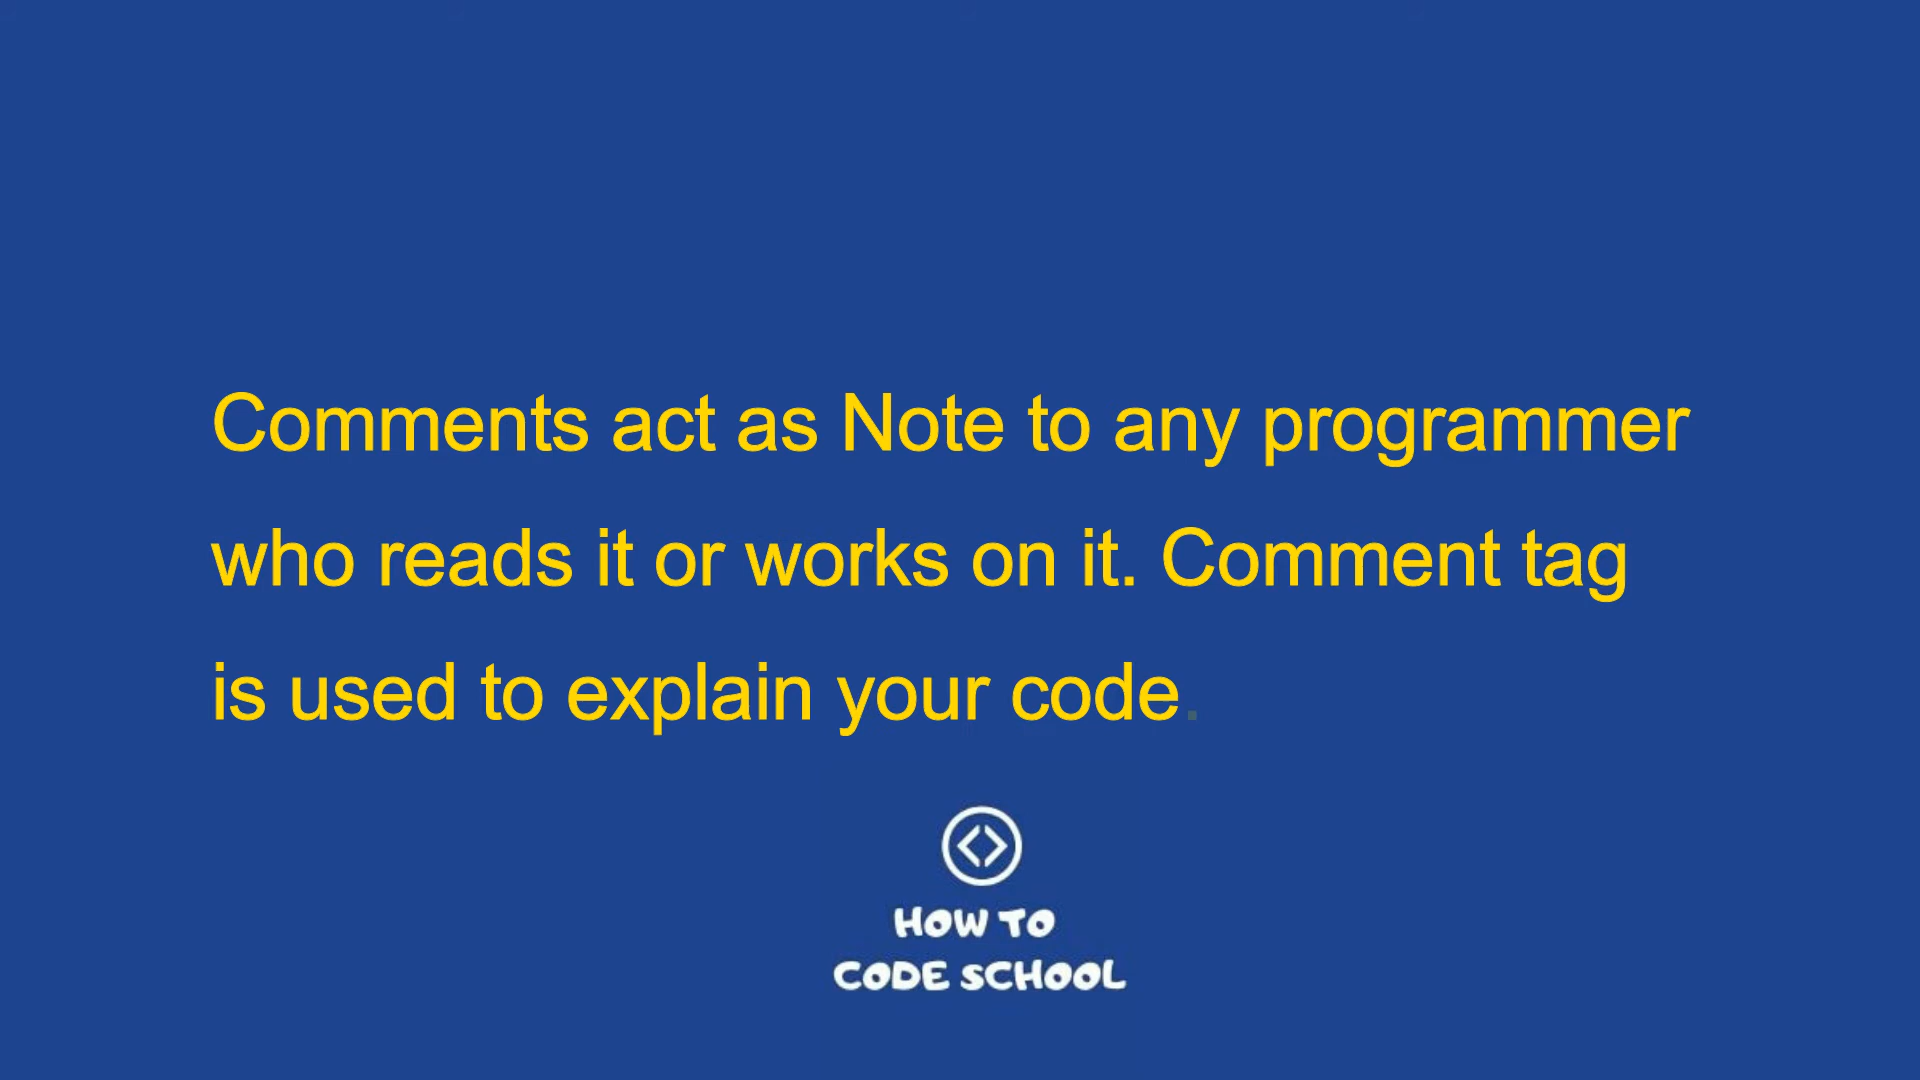 Comments act as Note to any programmer
who reads it or works on it. Comment tag
is used to explain your code.
HOW TO
CODE SCHOOL